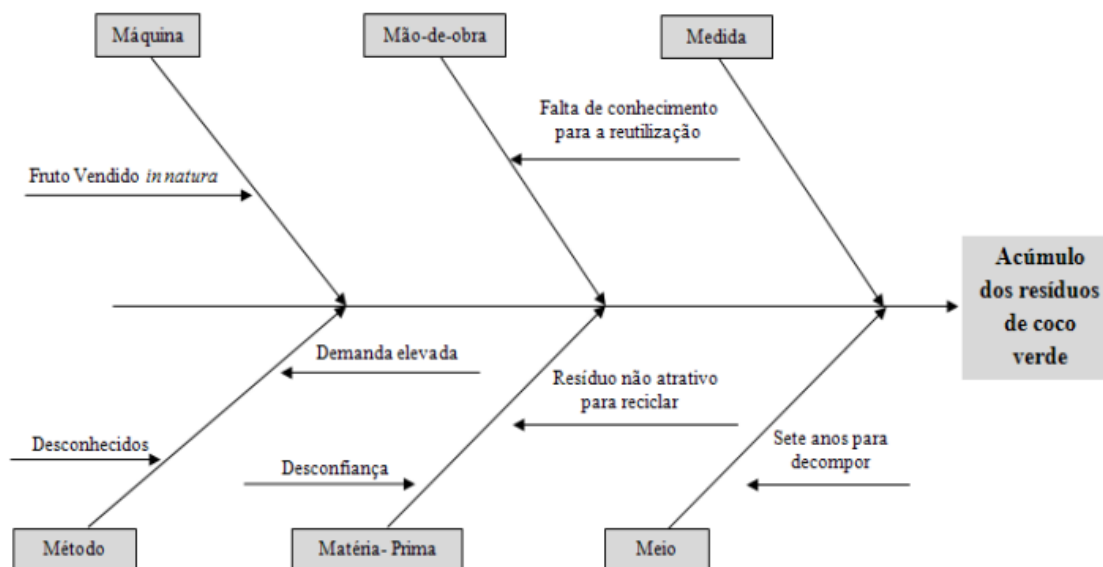 Máquina
Mão-de-obra
Medida
Falta de conhecimento
para a reutilização
Fruto Vendido in natura
Acúmulo
dos resíduos
de coco
verde
Demanda elevada
Resíduo não atrativo
para reciclar
Desconhecidos
Desconfiança
Sete anos para
decompor
Método
Matéria- Prima
Meio